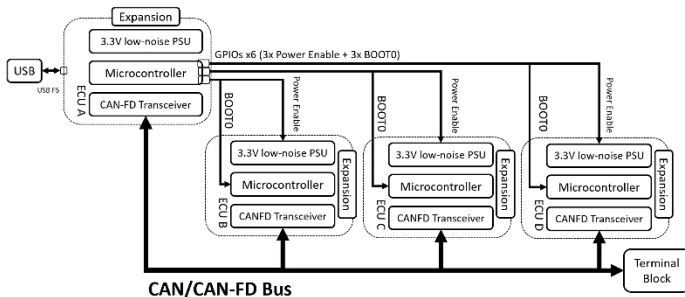 Expansion
3.3V low-noise PSU
GPIOs x6 (3x Power Enable + 3x BOOT0)
USB
USB FS
Microcontroller
CAN-FD Transceiver
ECU A
BOOT0
Power Enable
BOOT0
Power Enable
BOOT0
Power Enable
3.3V low-noise PSU
Microcontroller
CANFD Transceiver
ECU B
Expansion
3.3V low-noise PSU
Microcontroller
CANFD Transceiver
ECU C
Expansion
3.3V low-noise PSU
Microcontroller
CANFD Transceiver
ECU D
Expansion
CAN/CAN-FD Bus
Terminal
Block